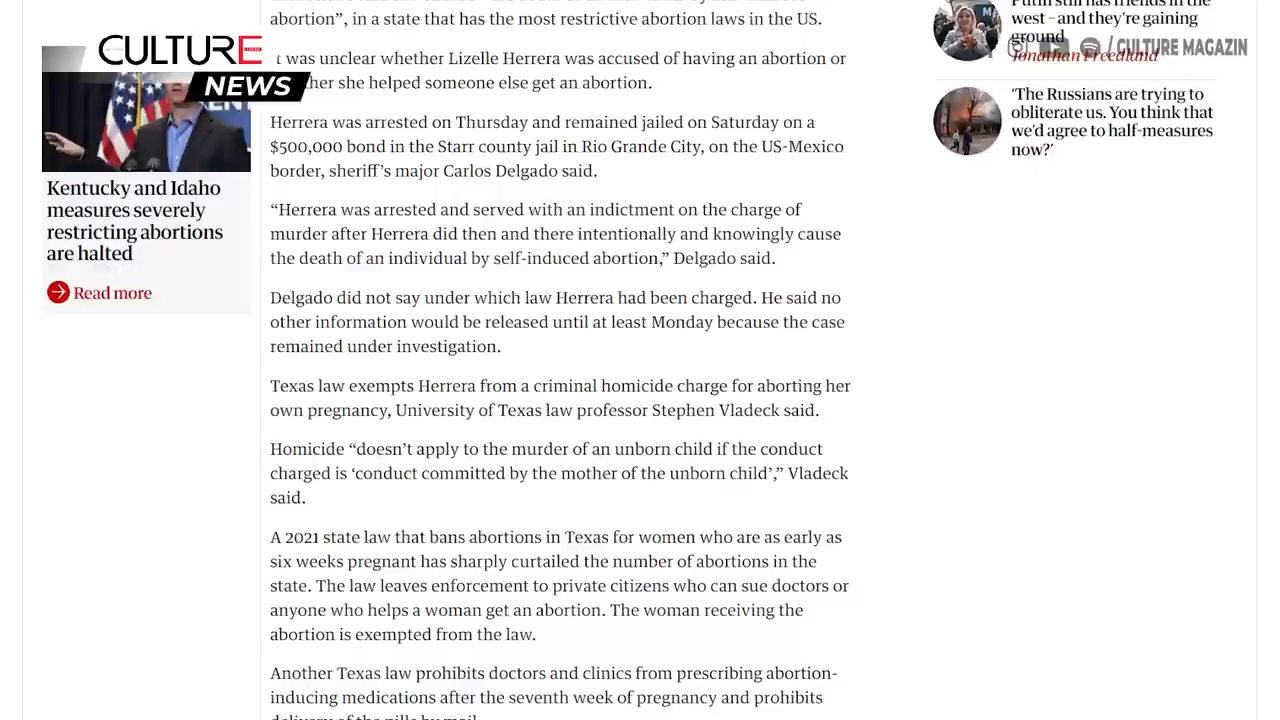 CULTURE
NEWS
Kentucky and Idaho
measures severely
restricting abortions
are halted
Read more
abortion”, in a state that has the most restrictive abortion laws in the US.
t was unclear whether Lizelle Herrera was accused of having an abortion or
ther she helped someone else get an abortion.
Herrera was arrested on Thursday and remained jailed on Saturday on a
$500,000 bond in the Starr county jail in Rio Grande City, on the US-Mexico
border, sheriff’s major Carlos Delgado said.
“Herrera was arrested and served with an indictment on the charge of
murder after Herrera did then and there intentionally and knowingly cause
the death of an individual by self-induced abortion,” Delgado said.
Delgado did not say under which law Herrera had been charged. He said no
other information would be released until at least Monday because the case
remained under investigation.
Texas law exempts Herrera from a criminal homicide charge for aborting her
own pregnancy, University of Texas law professor Stephen Vladeck said.
Homicide “doesn’t apply to the murder of an unborn child if the conduct
charged is ‘conduct committed by the mother of the unborn child’,” Vladeck
said.
A 2021 state law that bans abortions in Texas for women who are as early as
six weeks pregnant has sharply curtailed the number of abortions in the
state. The law leaves enforcement to private citizens who can sue doctors or
anyone who helps a woman get an abortion. The woman receiving the
abortion is exempted from the law.
Another Texas law prohibits doctors and clinics from prescribing abortion-
inducing medications after the seventh week of pregnancy and prohibits
delivery of the pills by mail.
Putin still has friends in the
west – and they’re gaining
ground
Jonathan Freedland
/ CULTURE MAGAZIN
‘The Russians are trying to
obliterate us. You think that
we’d agree to half-measures
now?’